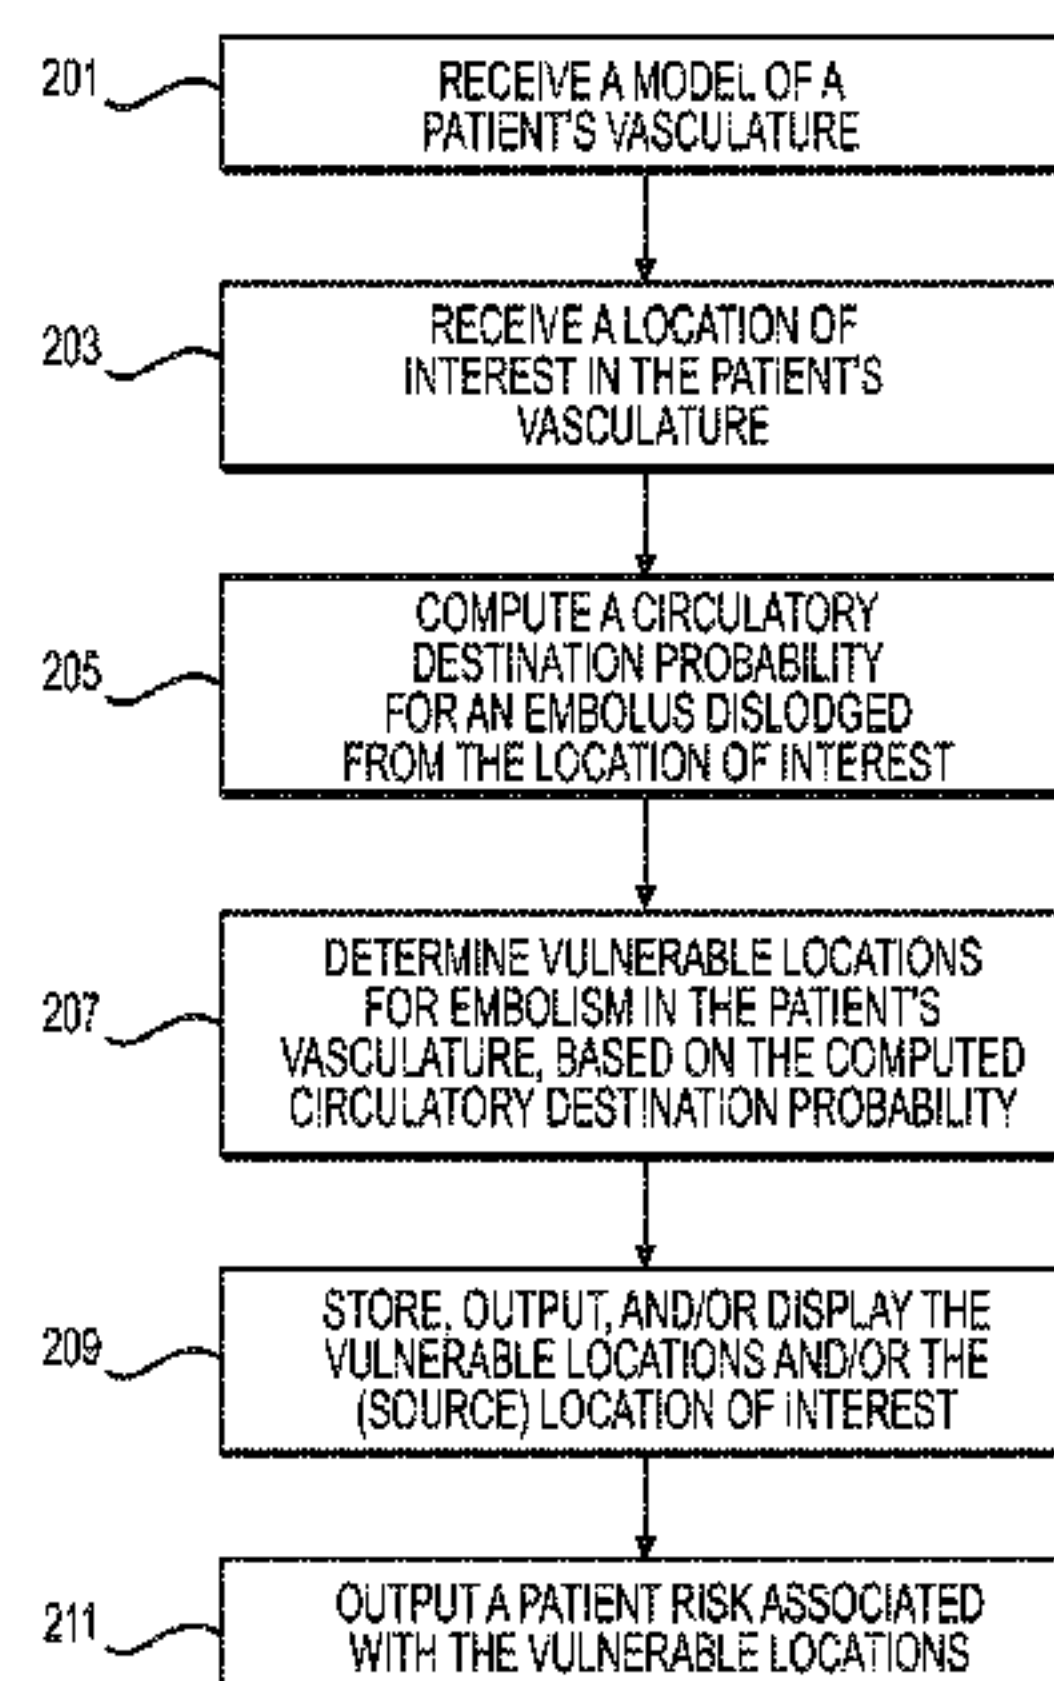 201
RECEIVE A MODEL OF A
PATIENT'S VASCULATURE
203
RECEIVE A LOCATION OF
INTEREST IN THE PATIENT'S
VASCULATURE
205
COMPUTE A CIRCULATORY
DESTINATION PROBABILITY
FOR AN EMBOLUS DISLODGED
FROM THE LOCATION OF INTEREST
207
DETERMINE VULNERABLE LOCATIONS
FOR EMBOLISM IN THE PATIENT'S
VASCULATURE, BASED ON THE COMPUTED
CIRCULATORY DESTINATION PROBABILITY
209
STORE, OUTPUT, AND/OR DISPLAY THE
VULNERABLE LOCATIONS AND/OR THE
(SOURCE) LOCATION OF INTEREST
211
OUTPUT A PATIENT RISK ASSOCIATED
WITH THE VULNERABLE LOCATIONS